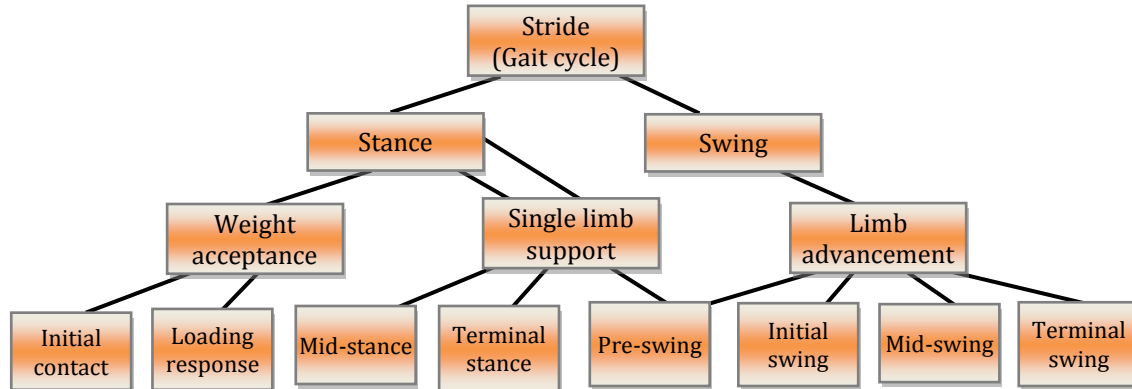 Stride
(Gait cycle)
Stance
Swing
Weight
acceptance
Single limb
support
Limb
advancement
Initial
contact
Loading
response
Mid-stance
Terminal
stance
Pre-swing
Initial
swing
Mid-swing
Terminal
swing